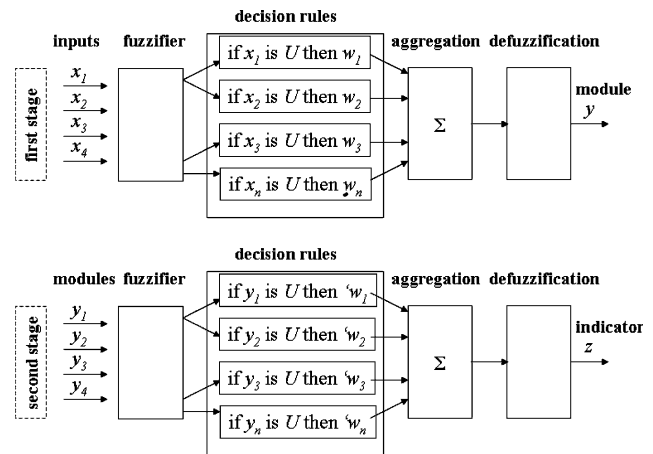 decision rules
inputs fuzzifier aggregation defuzzification
first stage
x1
x2
x3
x4
if x1 is U then w1
if x2 is U then w2
if x3 is U then w3
if xn is U then wn
Σ
module
y
decision rules
modules fuzzifier aggregation defuzzification
second stage
y1
y2
y3
y4
if y1 is U then ‘w1
if y2 is U then ‘w2
if y3 is U then ‘w3
if yn is U then ‘wn
Σ
indicator
z